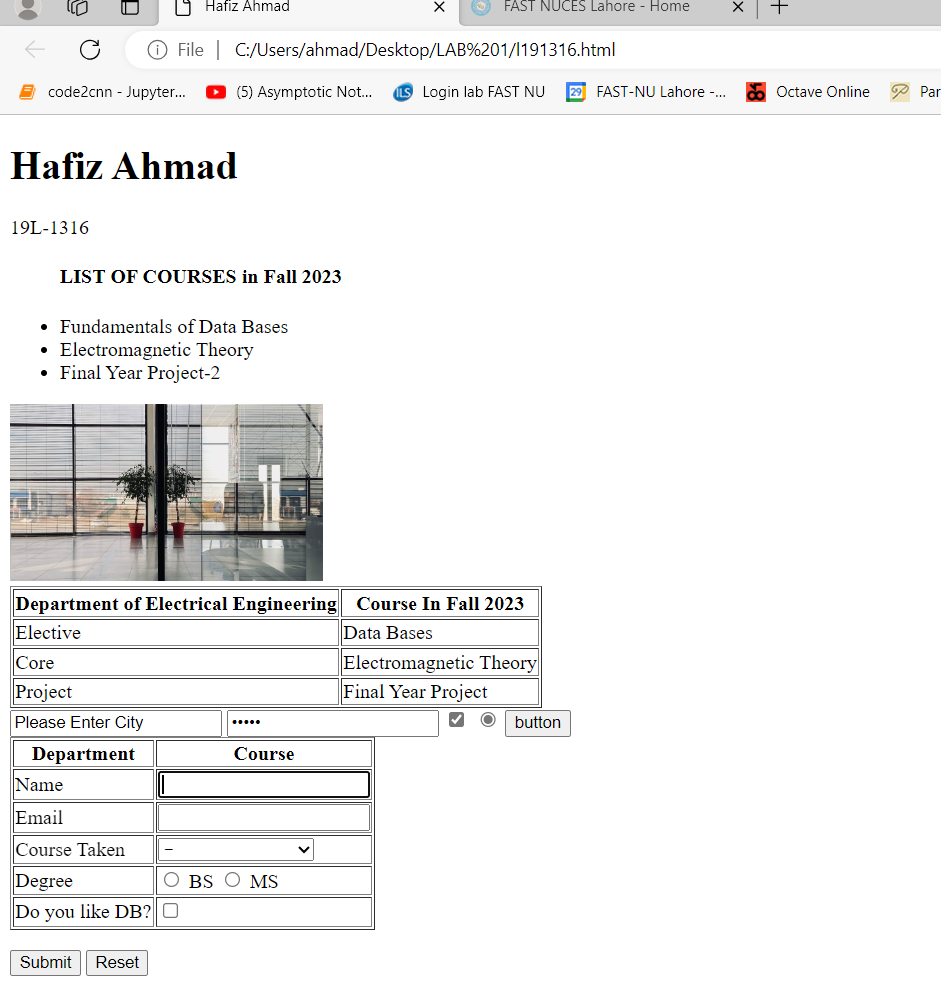 Hafiz Ahmad
FAST NUCES Lahore - Home
File
C:/Users/ahmad/Desktop/LAB%201/l191316.html
code2cnn - Jupyter...
(5) Asymptotic Not...
ILS
Login lab FAST NU
29
FAST-NU Lahore -...
Octave Online
Par
Hafiz Ahmad
19L-1316
LIST OF COURSES in Fall 2023
• Fundamentals of Data Bases
• Electromagnetic Theory
• Final Year Project-2
Department of Electrical Engineering Course In Fall 2023
Elective Data Bases
Core Electromagnetic Theory
Project Final Year Project
Please Enter City ••••• button
Department Course
Name
Email
Course Taken –
Degree BS MS
Do you like DB?
Submit Reset